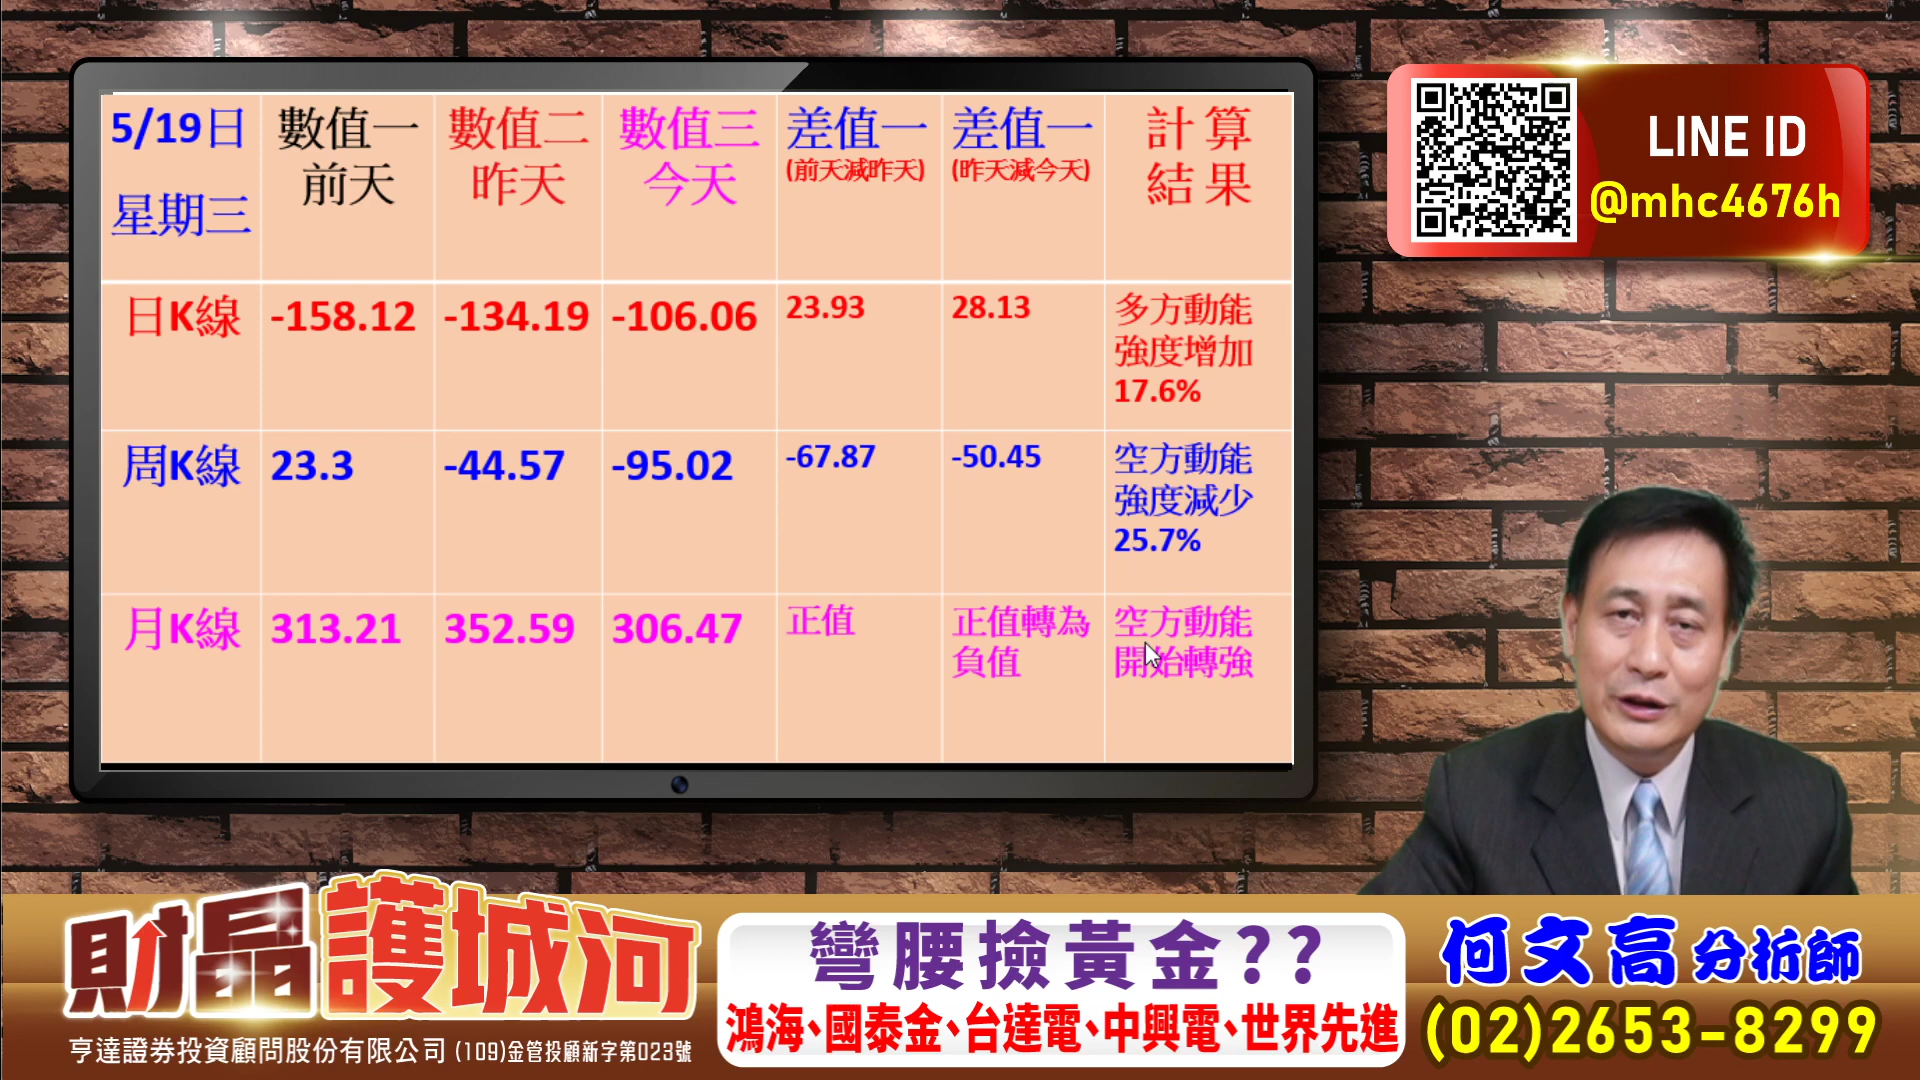 5/19日
星期三
數值一
前天
數值二
昨天
數值三
今天
差值一
(前天減昨天)
差值一
(昨天減今天)
計算
結果
日K線
-158.12
-134.19
-106.06
23.93
28.13
多方動能
強度增加
17.6%
周K線
23.3
-44.57
-95.02
-67.87
-50.45
空方動能
強度減少
25.7%
月K線
313.21
352.59
306.47
正值
正值轉為
負值
空方動能
開始轉強
LINE ID
@mhc4676h
財晶護城河
亨達證券投資顧問股份有限公司 (109)金管投顧新字第023號
彎腰撿黃金??
鴻海、國泰金、台達電、中興電、世界先進
何文高分析師
(02)2653-8299